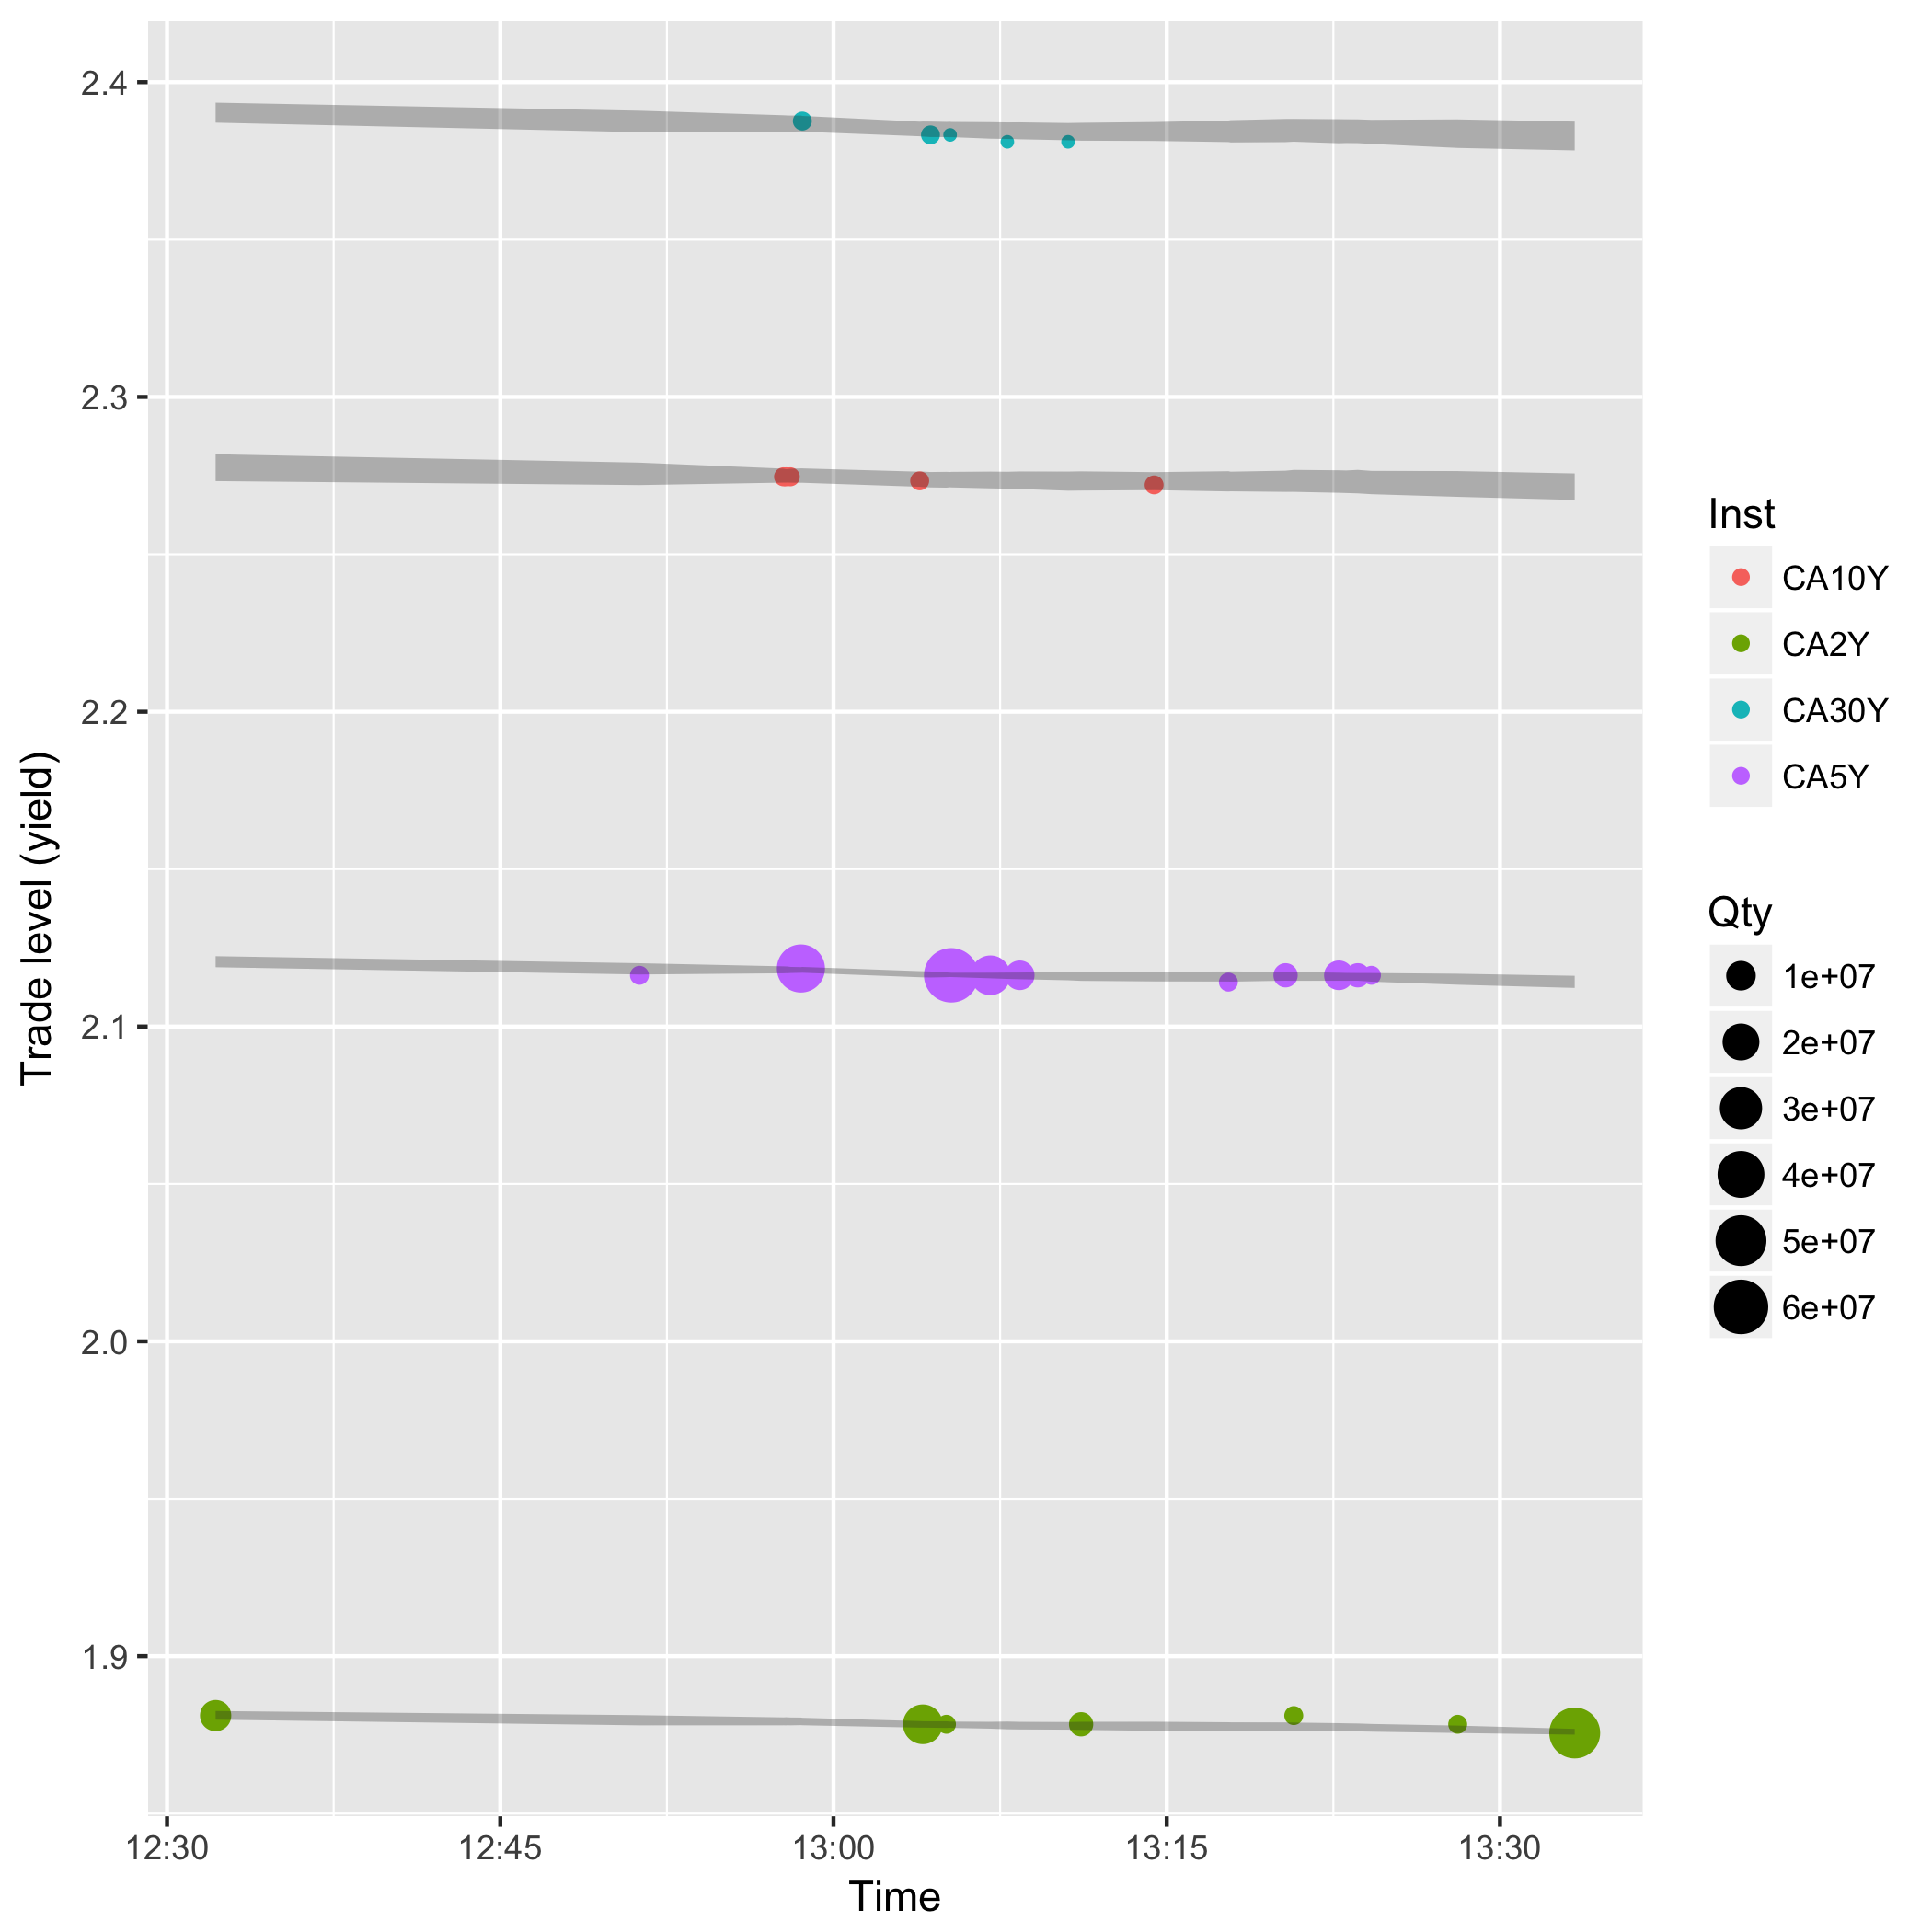 Trade level (yield)
2.4
2.3
2.2
2.1
2.0
1.9
12:30 12:45 13:00 13:15 13:30
Time
Inst
CA10Y
CA2Y
CA30Y
CA5Y
Qty
1e+07
2e+07
3e+07
4e+07
5e+07
6e+07